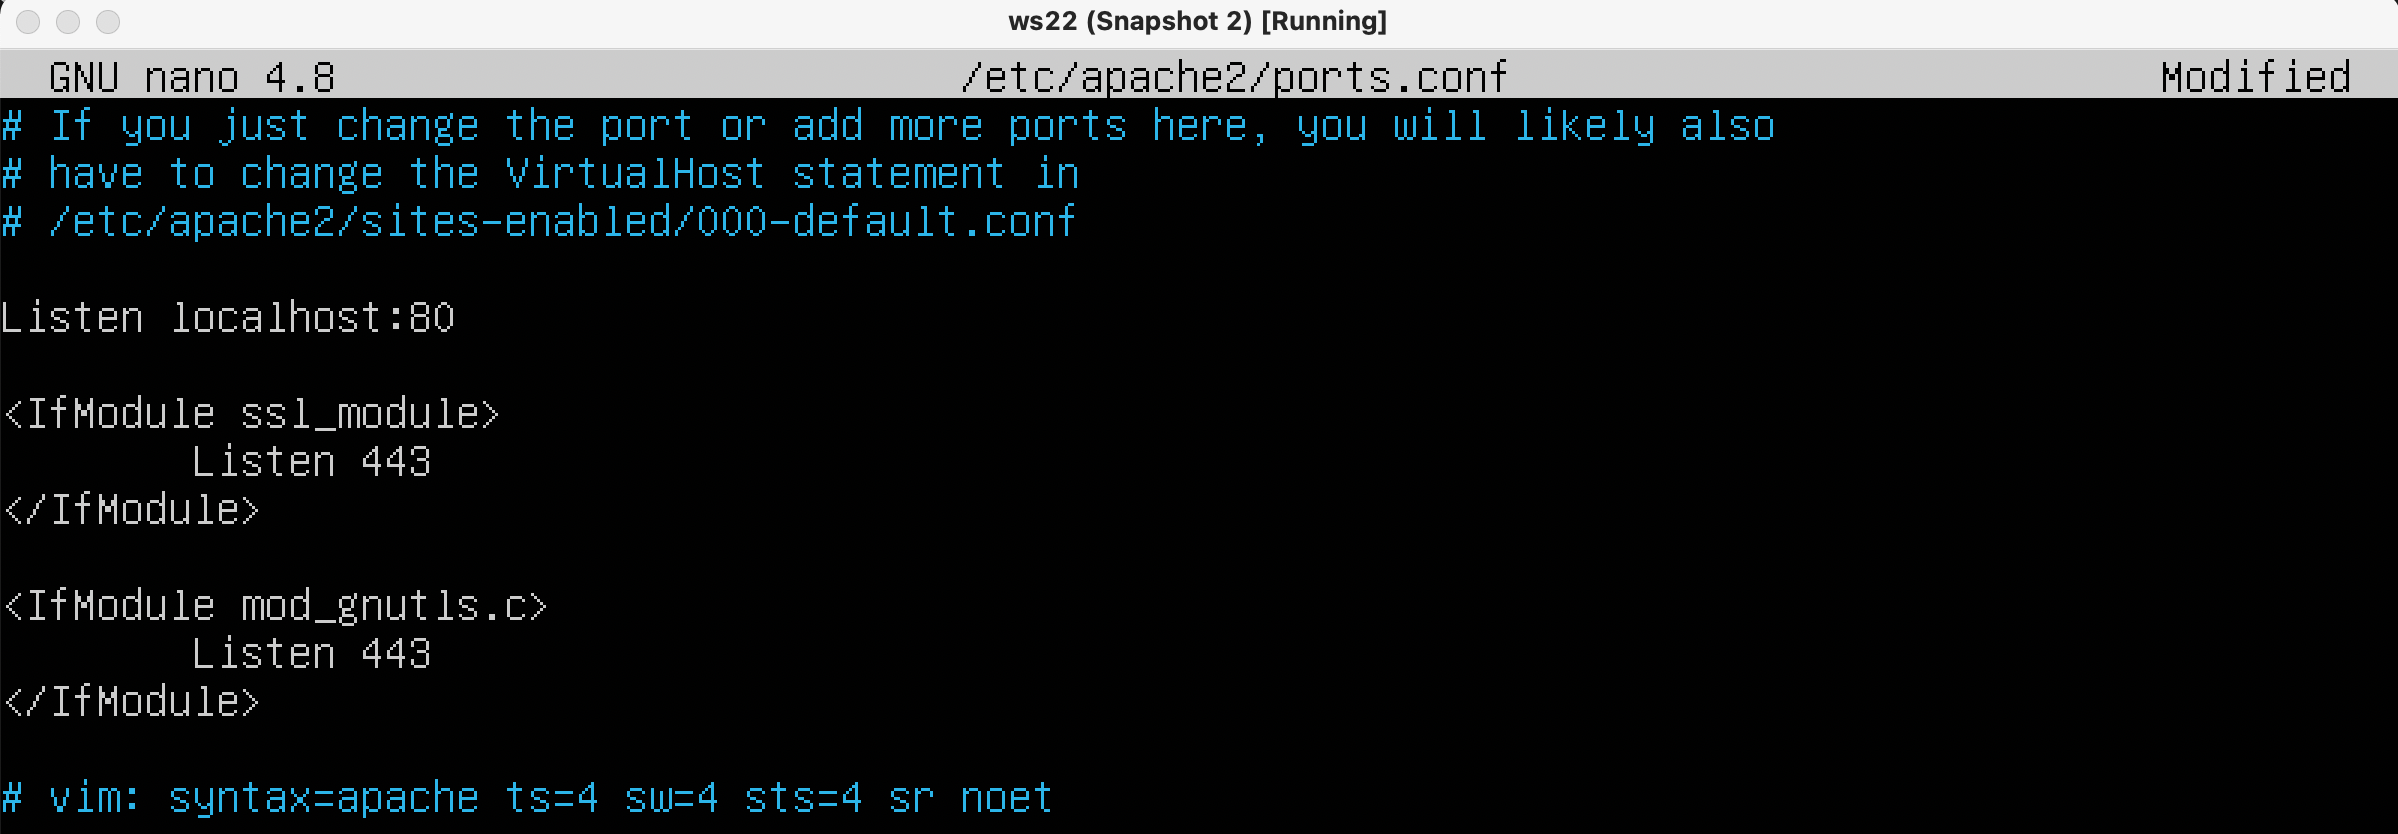 ws22 (Snapshot 2) [Running]
GNU nano 4.8 /etc/apache2/ports.conf Modified
# If you just change the port or add more ports here, you will likely also
# have to change the VirtualHost statement in
# /etc/apache2/sites-enabled/000-default.conf
Listen localhost:80
<IfModule ssl_module>
Listen 443
</IfModule>
<IfModule mod_gnutls.c>
Listen 443
</IfModule>
# vim: syntax=apache ts=4 sw=4 sts=4 sr noet